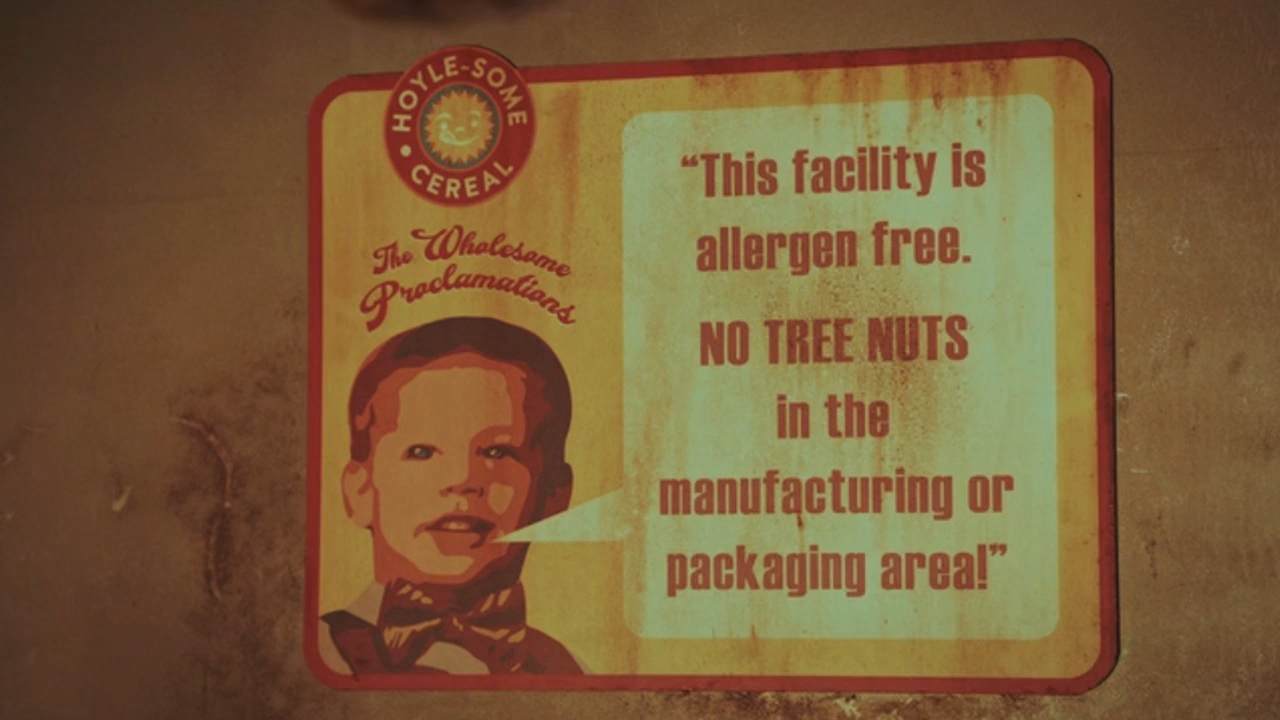 HOYLE-SOME
• CEREAL
The Wholesome
Proclamations
“This facility is
allergen free.
NO TREE NUTS
in the
manufacturing or
packaging area!”